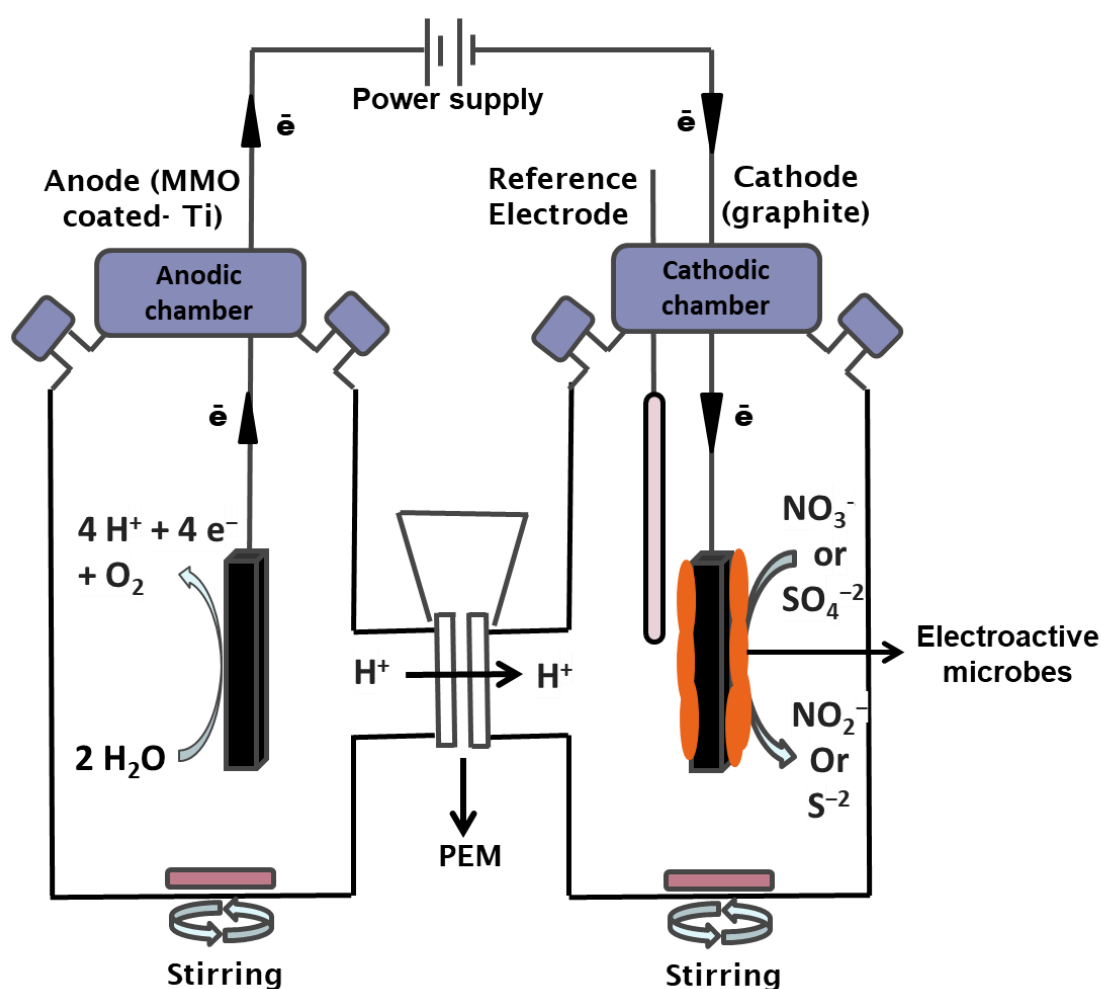 Power supply
ē
ē
Anode (MMO
coated- Ti)
Reference
Electrode
Cathode
(graphite)
Anodic
chamber
Cathodic
chamber
ē
ē
4 H⁺ + 4 e⁻
+ O₂
2 H₂O
H⁺
H⁺
NO₃⁻
or
SO₄⁻²
Electroactive
microbes
NO₂⁻
Or
S⁻²
PEM
Stirring
Stirring